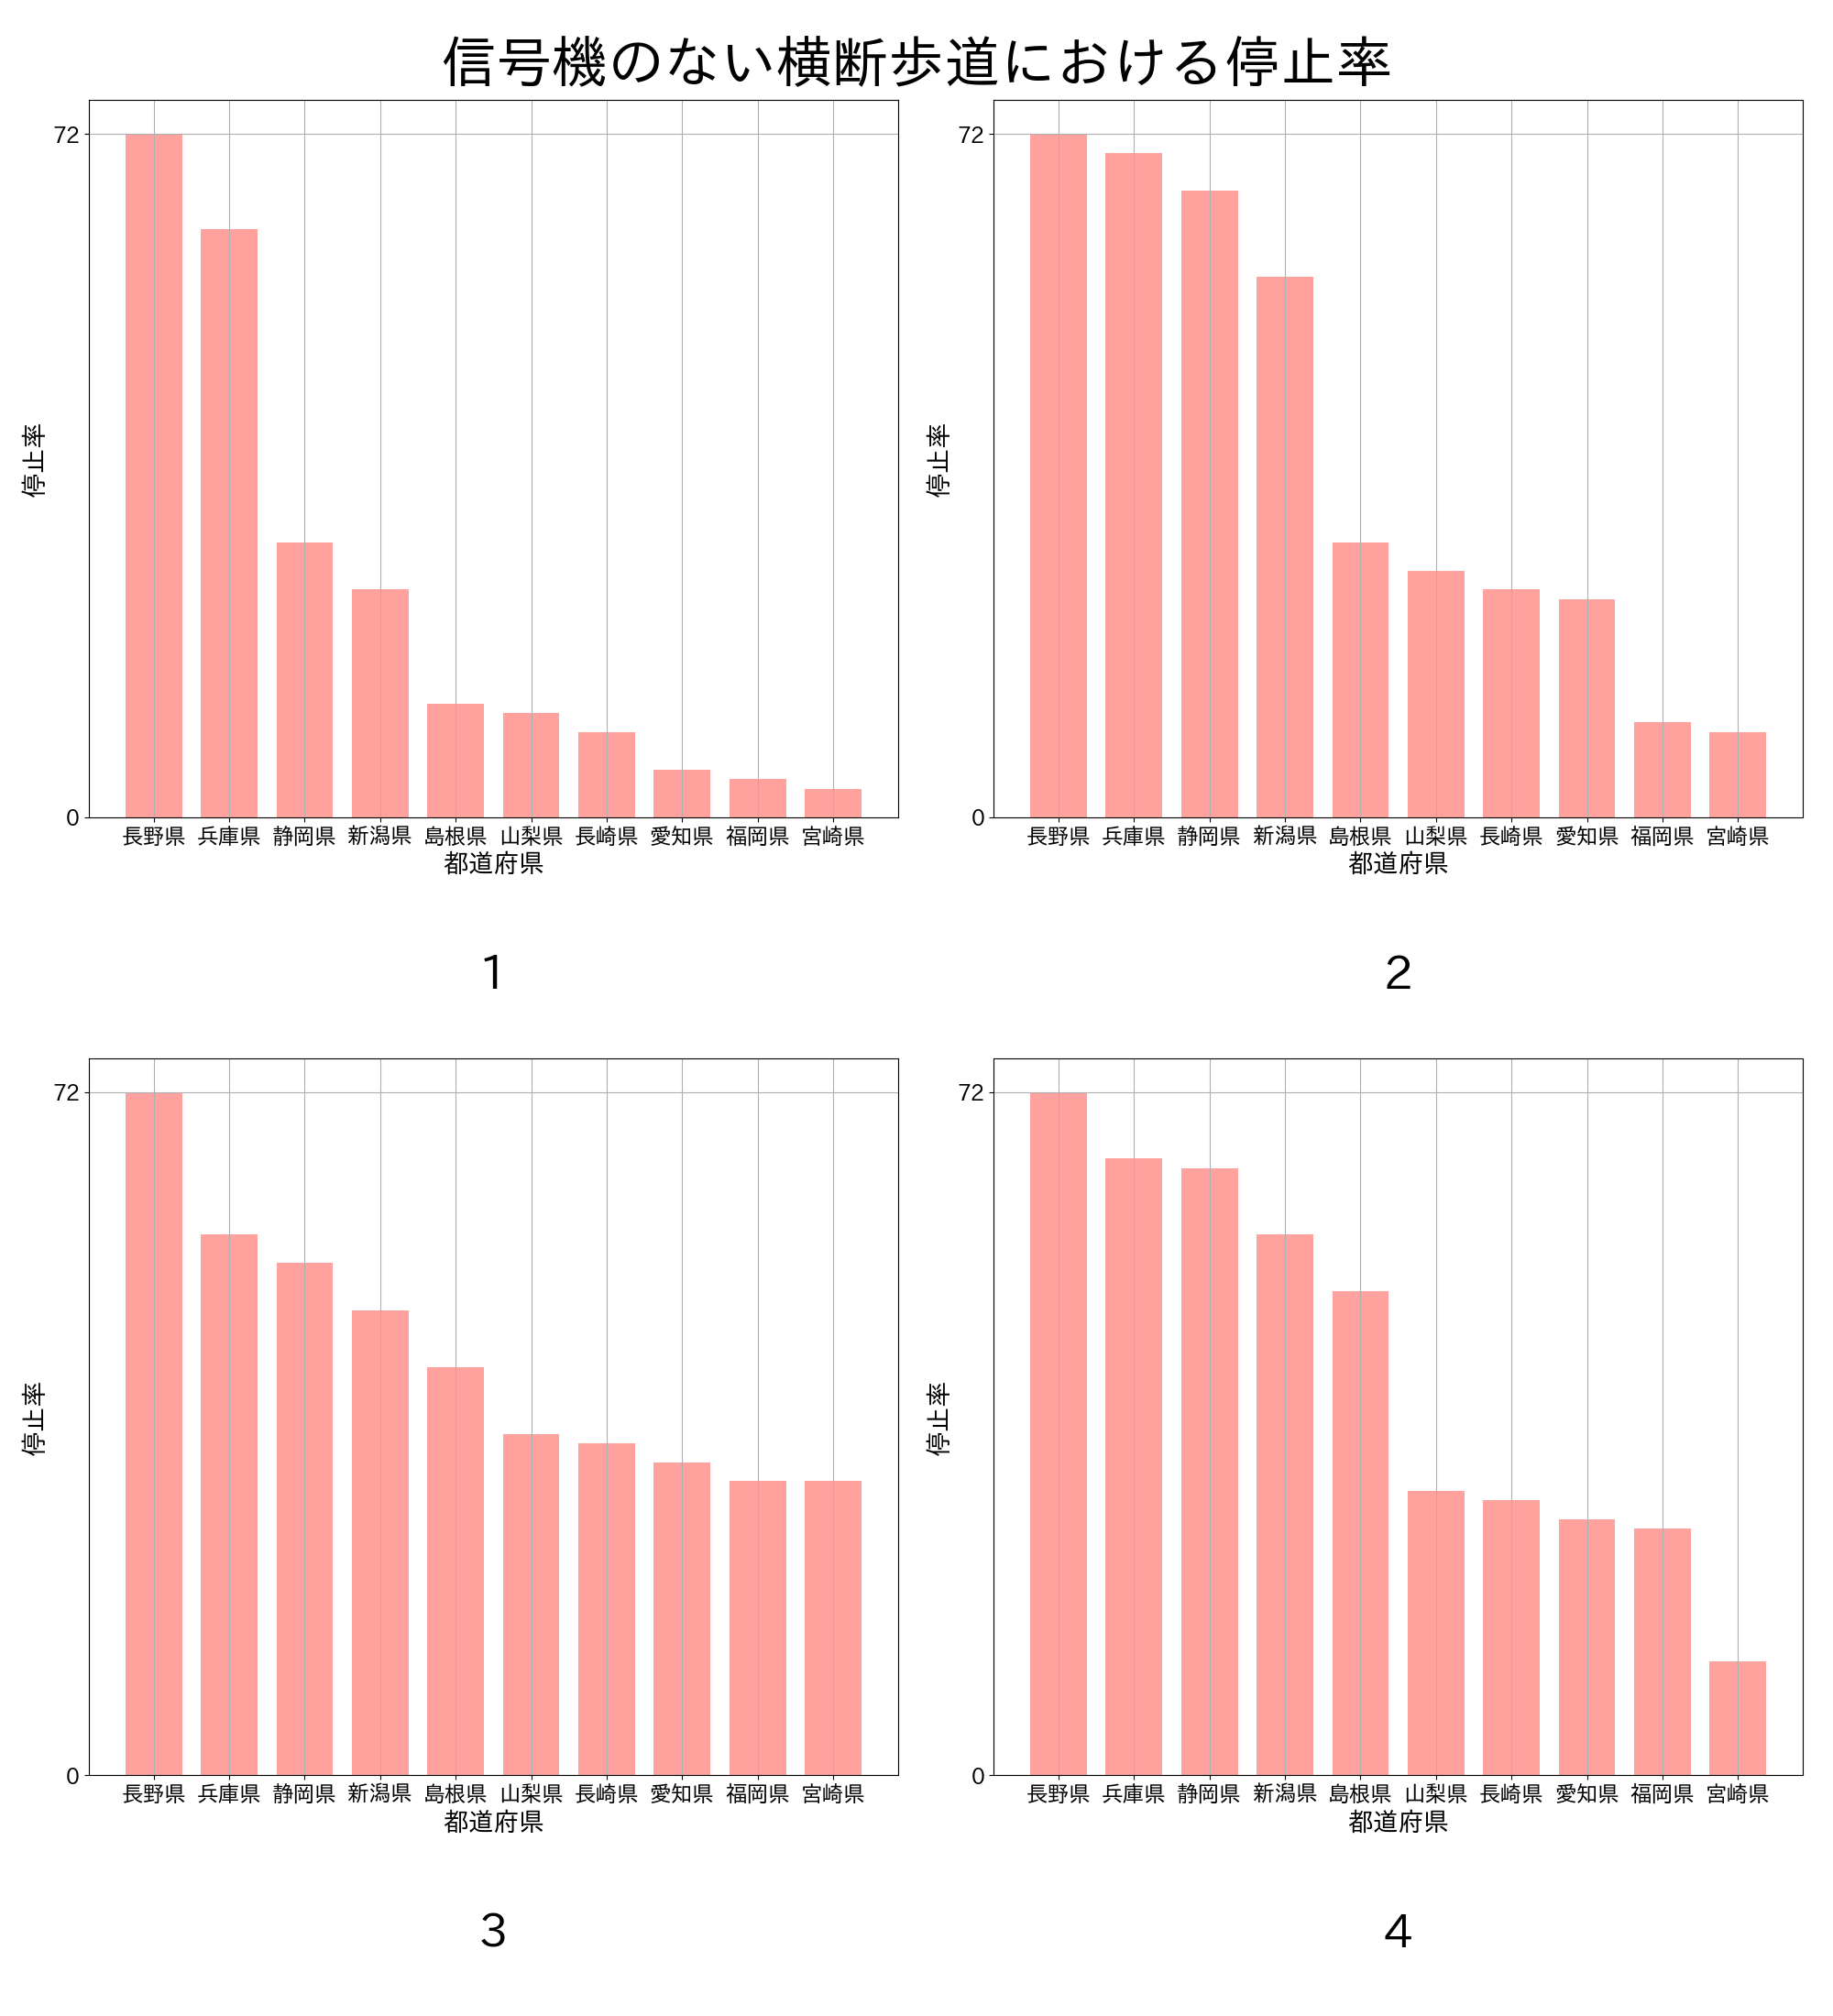 信号機のない横断歩道における停止率
72
0
停止率
長野県 兵庫県 静岡県 新潟県 島根県 山梨県 長崎県 愛知県 福岡県 宮崎県
都道府県
1
72
0
停止率
長野県 兵庫県 静岡県 新潟県 島根県 山梨県 長崎県 愛知県 福岡県 宮崎県
都道府県
2
72
0
停止率
長野県 兵庫県 静岡県 新潟県 島根県 山梨県 長崎県 愛知県 福岡県 宮崎県
都道府県
3
72
0
停止率
長野県 兵庫県 静岡県 新潟県 島根県 山梨県 長崎県 愛知県 福岡県 宮崎県
都道府県
4